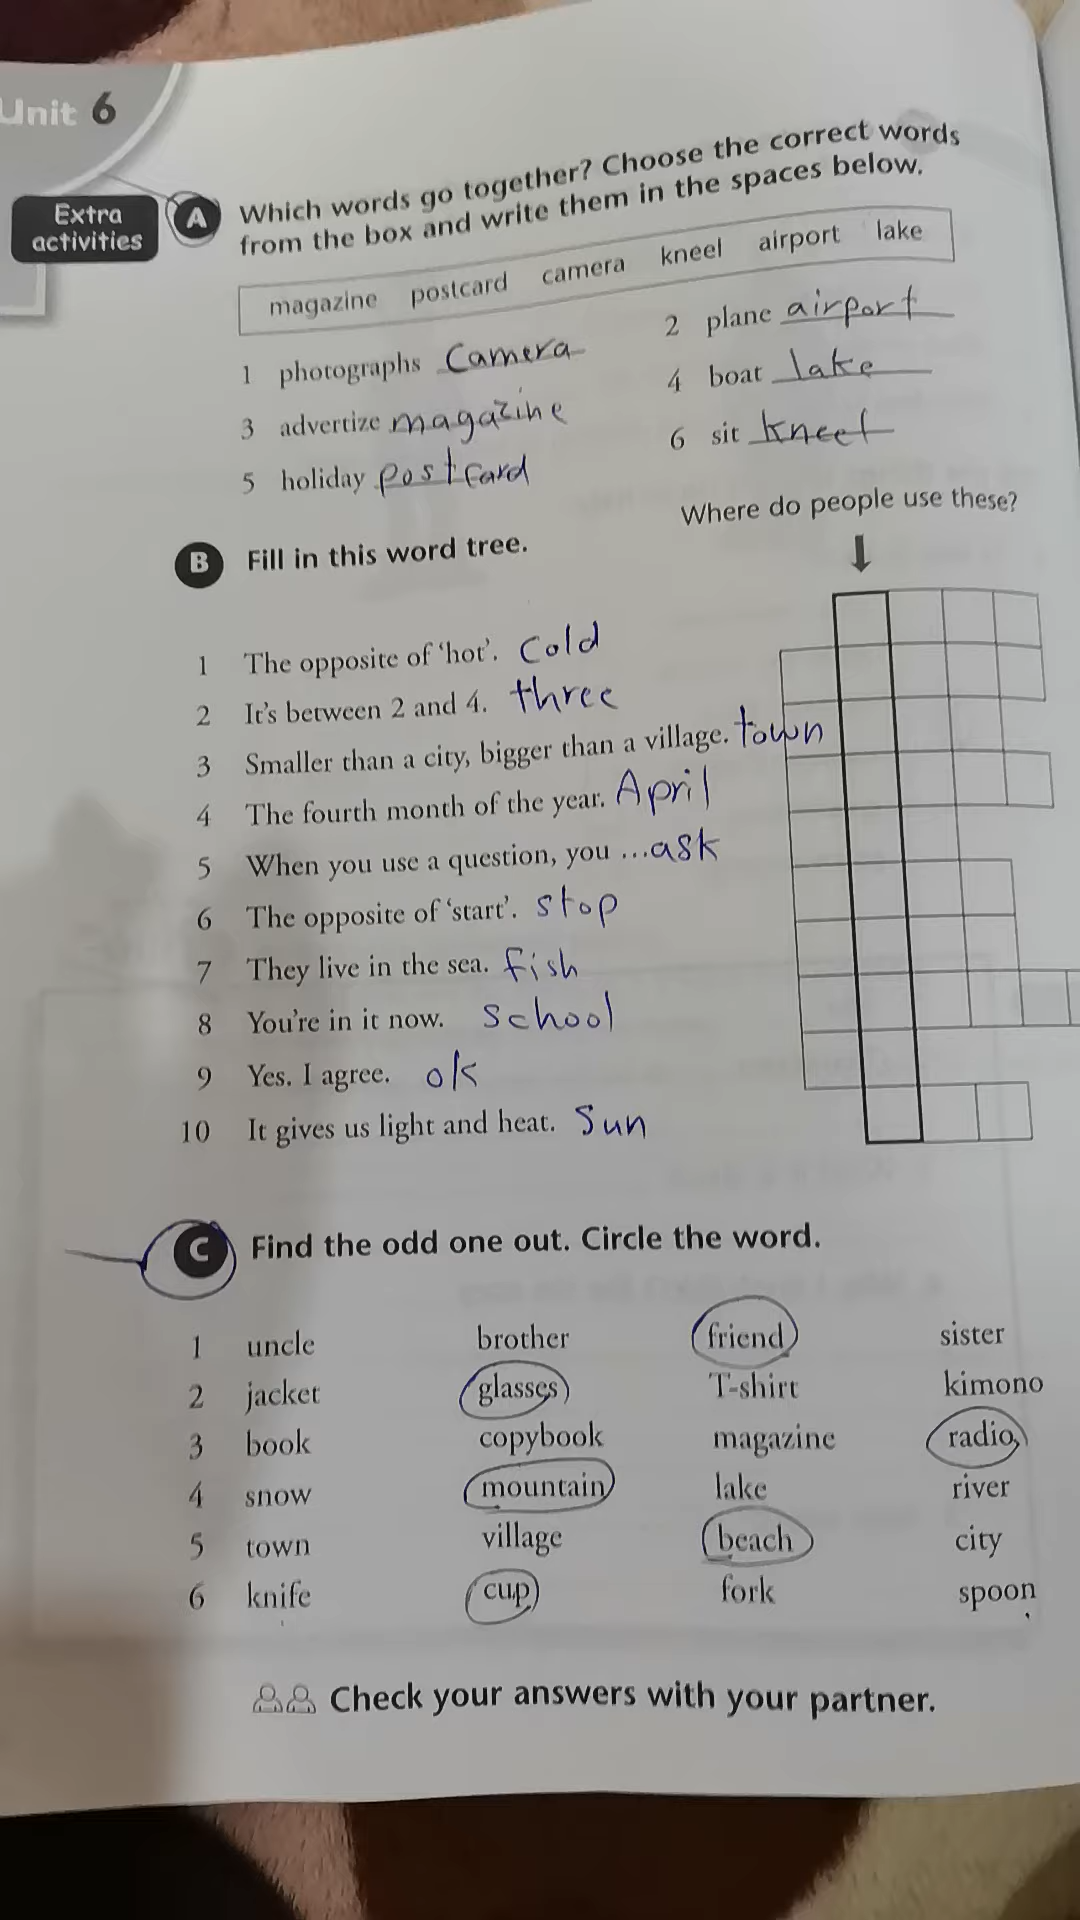 Unit 6
Extra activities
A Which words go together? Choose the correct words
from the box and write them in the spaces below.
magazine postcard camera kneel airport lake
1 photographs Camera
2 plane airport
3 advertize magazine
4 boat lake
5 holiday postcard
6 sit kneel
Where do people use these?
B Fill in this word tree.
1 The opposite of 'hot'. Cold
2 It's between 2 and 4. three
3 Smaller than a city, bigger than a village. town
4 The fourth month of the year. April
5 When you use a question, you ...ask
6 The opposite of 'start'. stop
7 They live in the sea. fish
8 You're in it now. School
9 Yes. I agree. ok
10 It gives us light and heat. Sun
C Find the odd one out. Circle the word.
1 uncle brother friend sister
2 jacket glasses T-shirt kimono
3 book copybook magazine radio
4 snow mountain lake river
5 town village beach city
6 knife cup fork spoon
Check your answers with your partner.